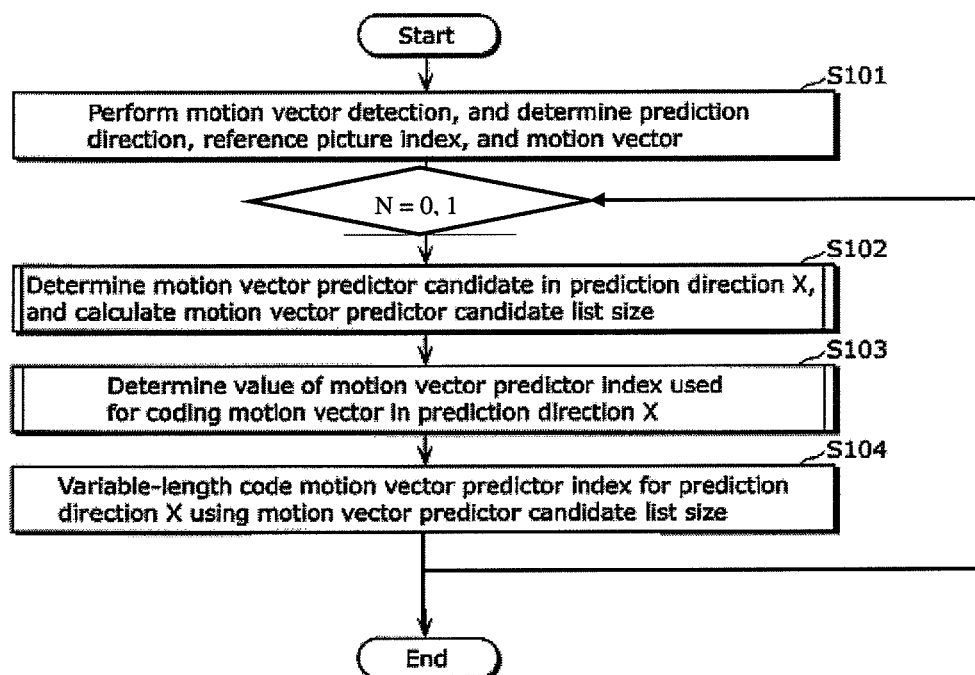 Start
S101
Perform motion vector detection, and determine prediction
direction, reference picture index, and motion vector
N = 0, 1
S102
Determine motion vector predictor candidate in prediction direction X,
and calculate motion vector predictor candidate list size
S103
Determine value of motion vector predictor index used
for coding motion vector in prediction direction X
S104
Variable-length code motion vector predictor index for prediction
direction X using motion vector predictor candidate list size
End